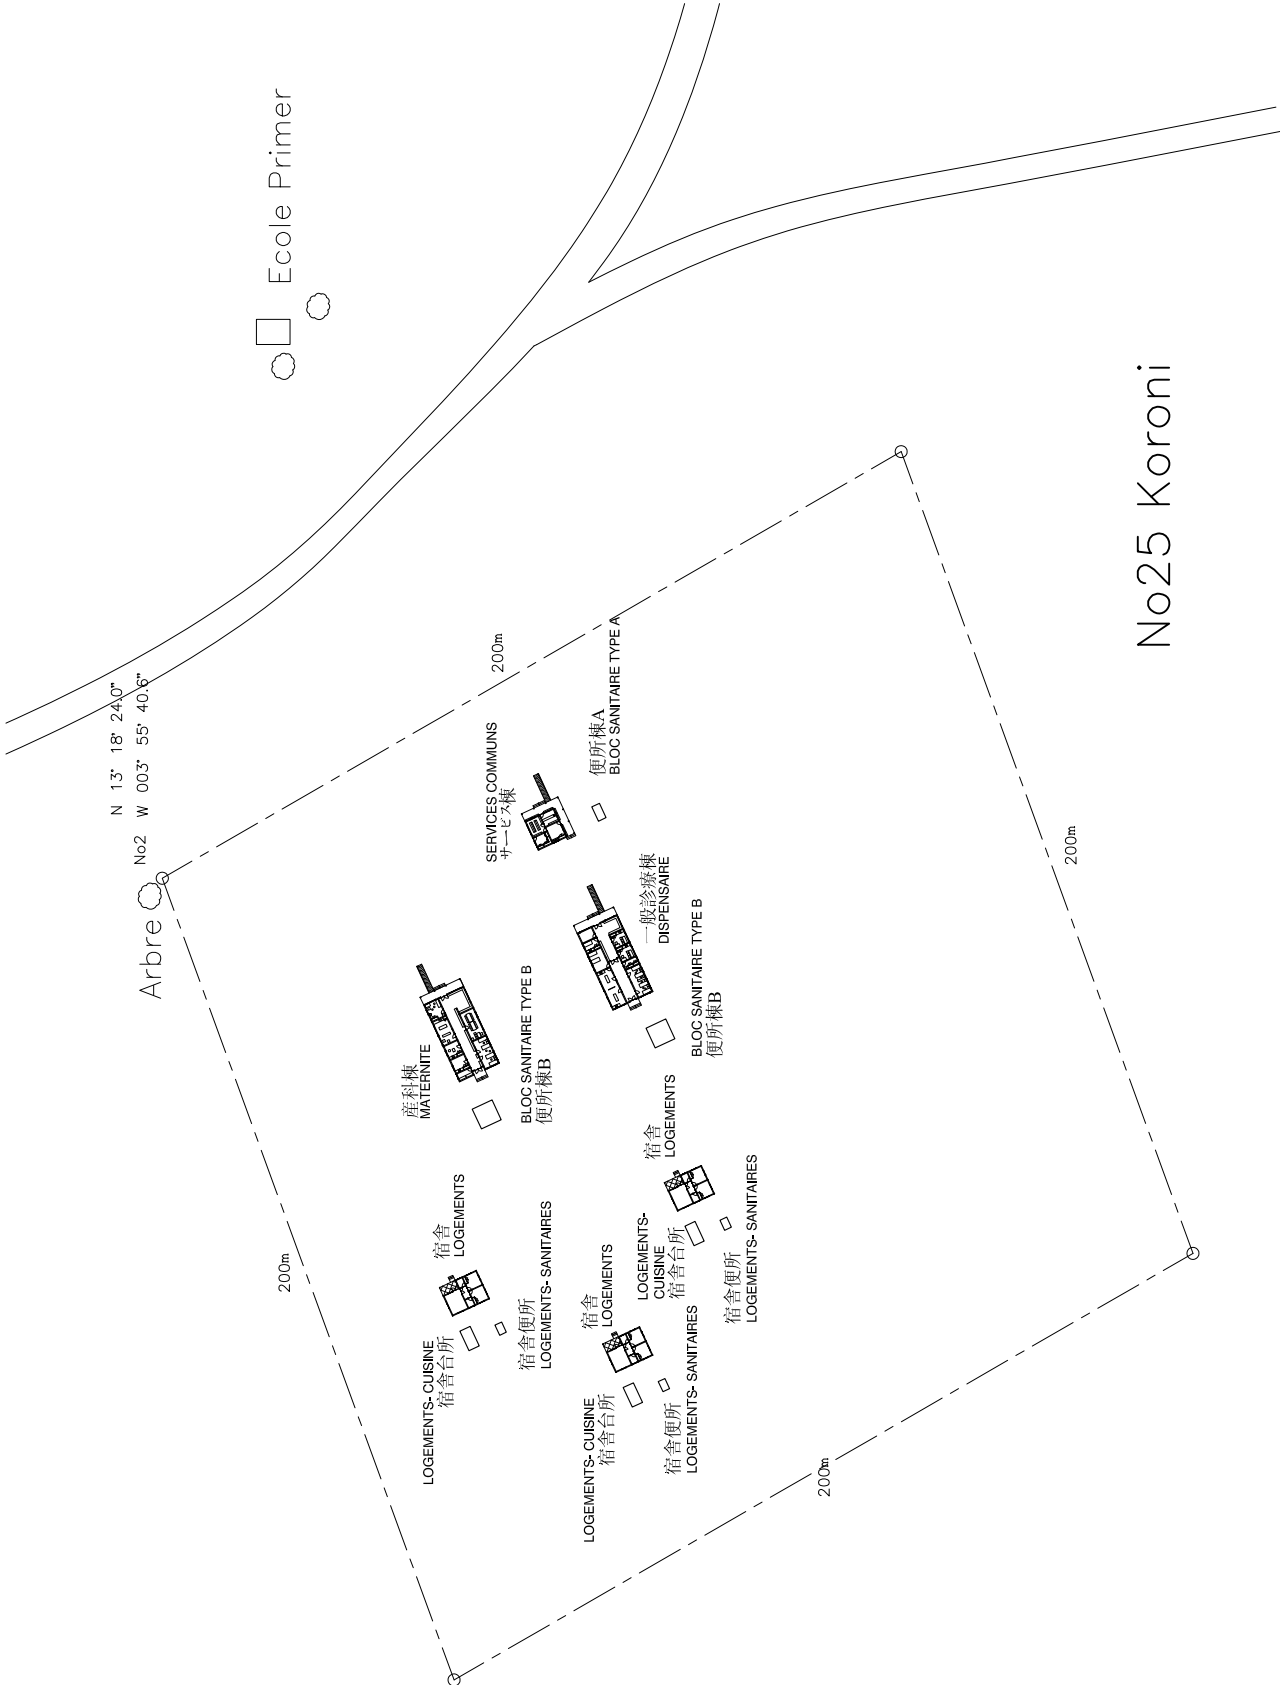 Ecole Primer
N 13° 18' 24.0"
W 003° 55' 40.6"
No2
Arbre
200m
No25 Koroni
SERVICES COMMUNS
サービス棟
便所棟A
BLOC SANITAIRE TYPE A
一般診療棟
DISPENSAIRE
200m
BLOC SANITAIRE TYPE B
便所棟B
産科棟
MATERNITE
BLOC SANITAIRE TYPE B
便所棟B
宿舎
LOGEMENTS
宿舎
LOGEMENTS
宿舎便所
LOGEMENTS- SANITAIRES
LOGEMENTS- CUISINE
宿舎台所
200m
宿舎
LOGEMENTS
LOGEMENTS-
CUISINE
宿舎台所
宿舎便所
LOGEMENTS- SANITAIRES
LOGEMENTS- CUISINE
宿舎台所
宿舎便所
LOGEMENTS- SANITAIRES
200m